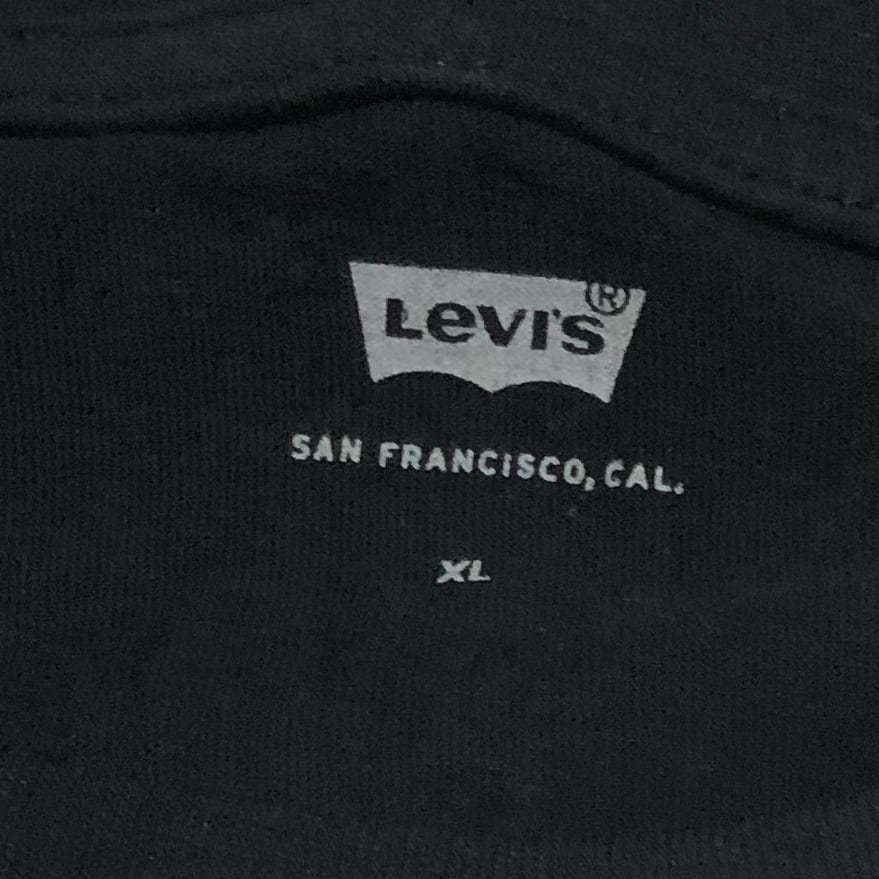 Levi's®
SAN FRANCISCO, CAL.
XL